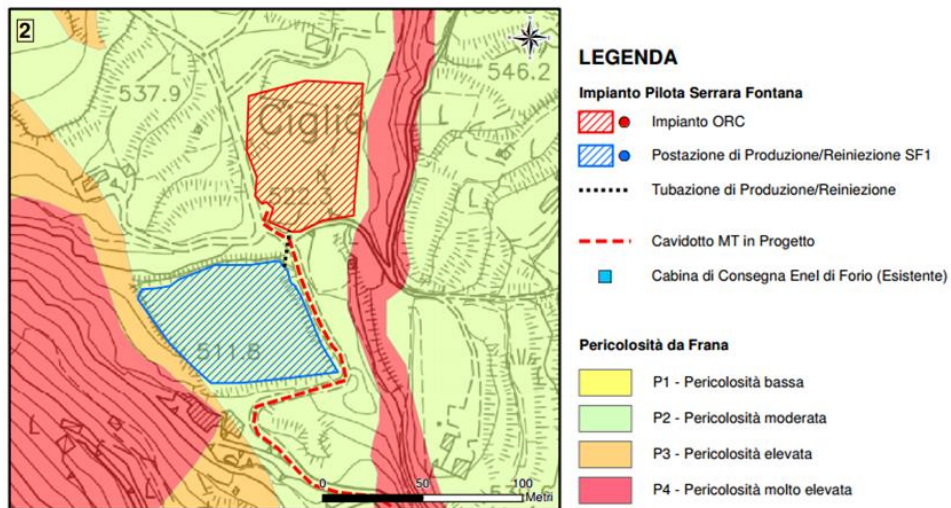 2
546.2
537.9
Ciglio
522.3
511.8
0 50 100
Metri
LEGENDA
Impianto Pilota Serrara Fontana
Impianto ORC
Postazione di Produzione/Reiniezione SF1
Tubazione di Produzione/Reiniezione
Cavidotto MT in Progetto
Cabina di Consegna Enel di Forio (Esistente)
Pericolosità da Frana
P1 - Pericolosità bassa
P2 - Pericolosità moderata
P3 - Pericolosità elevata
P4 - Pericolosità molto elevata